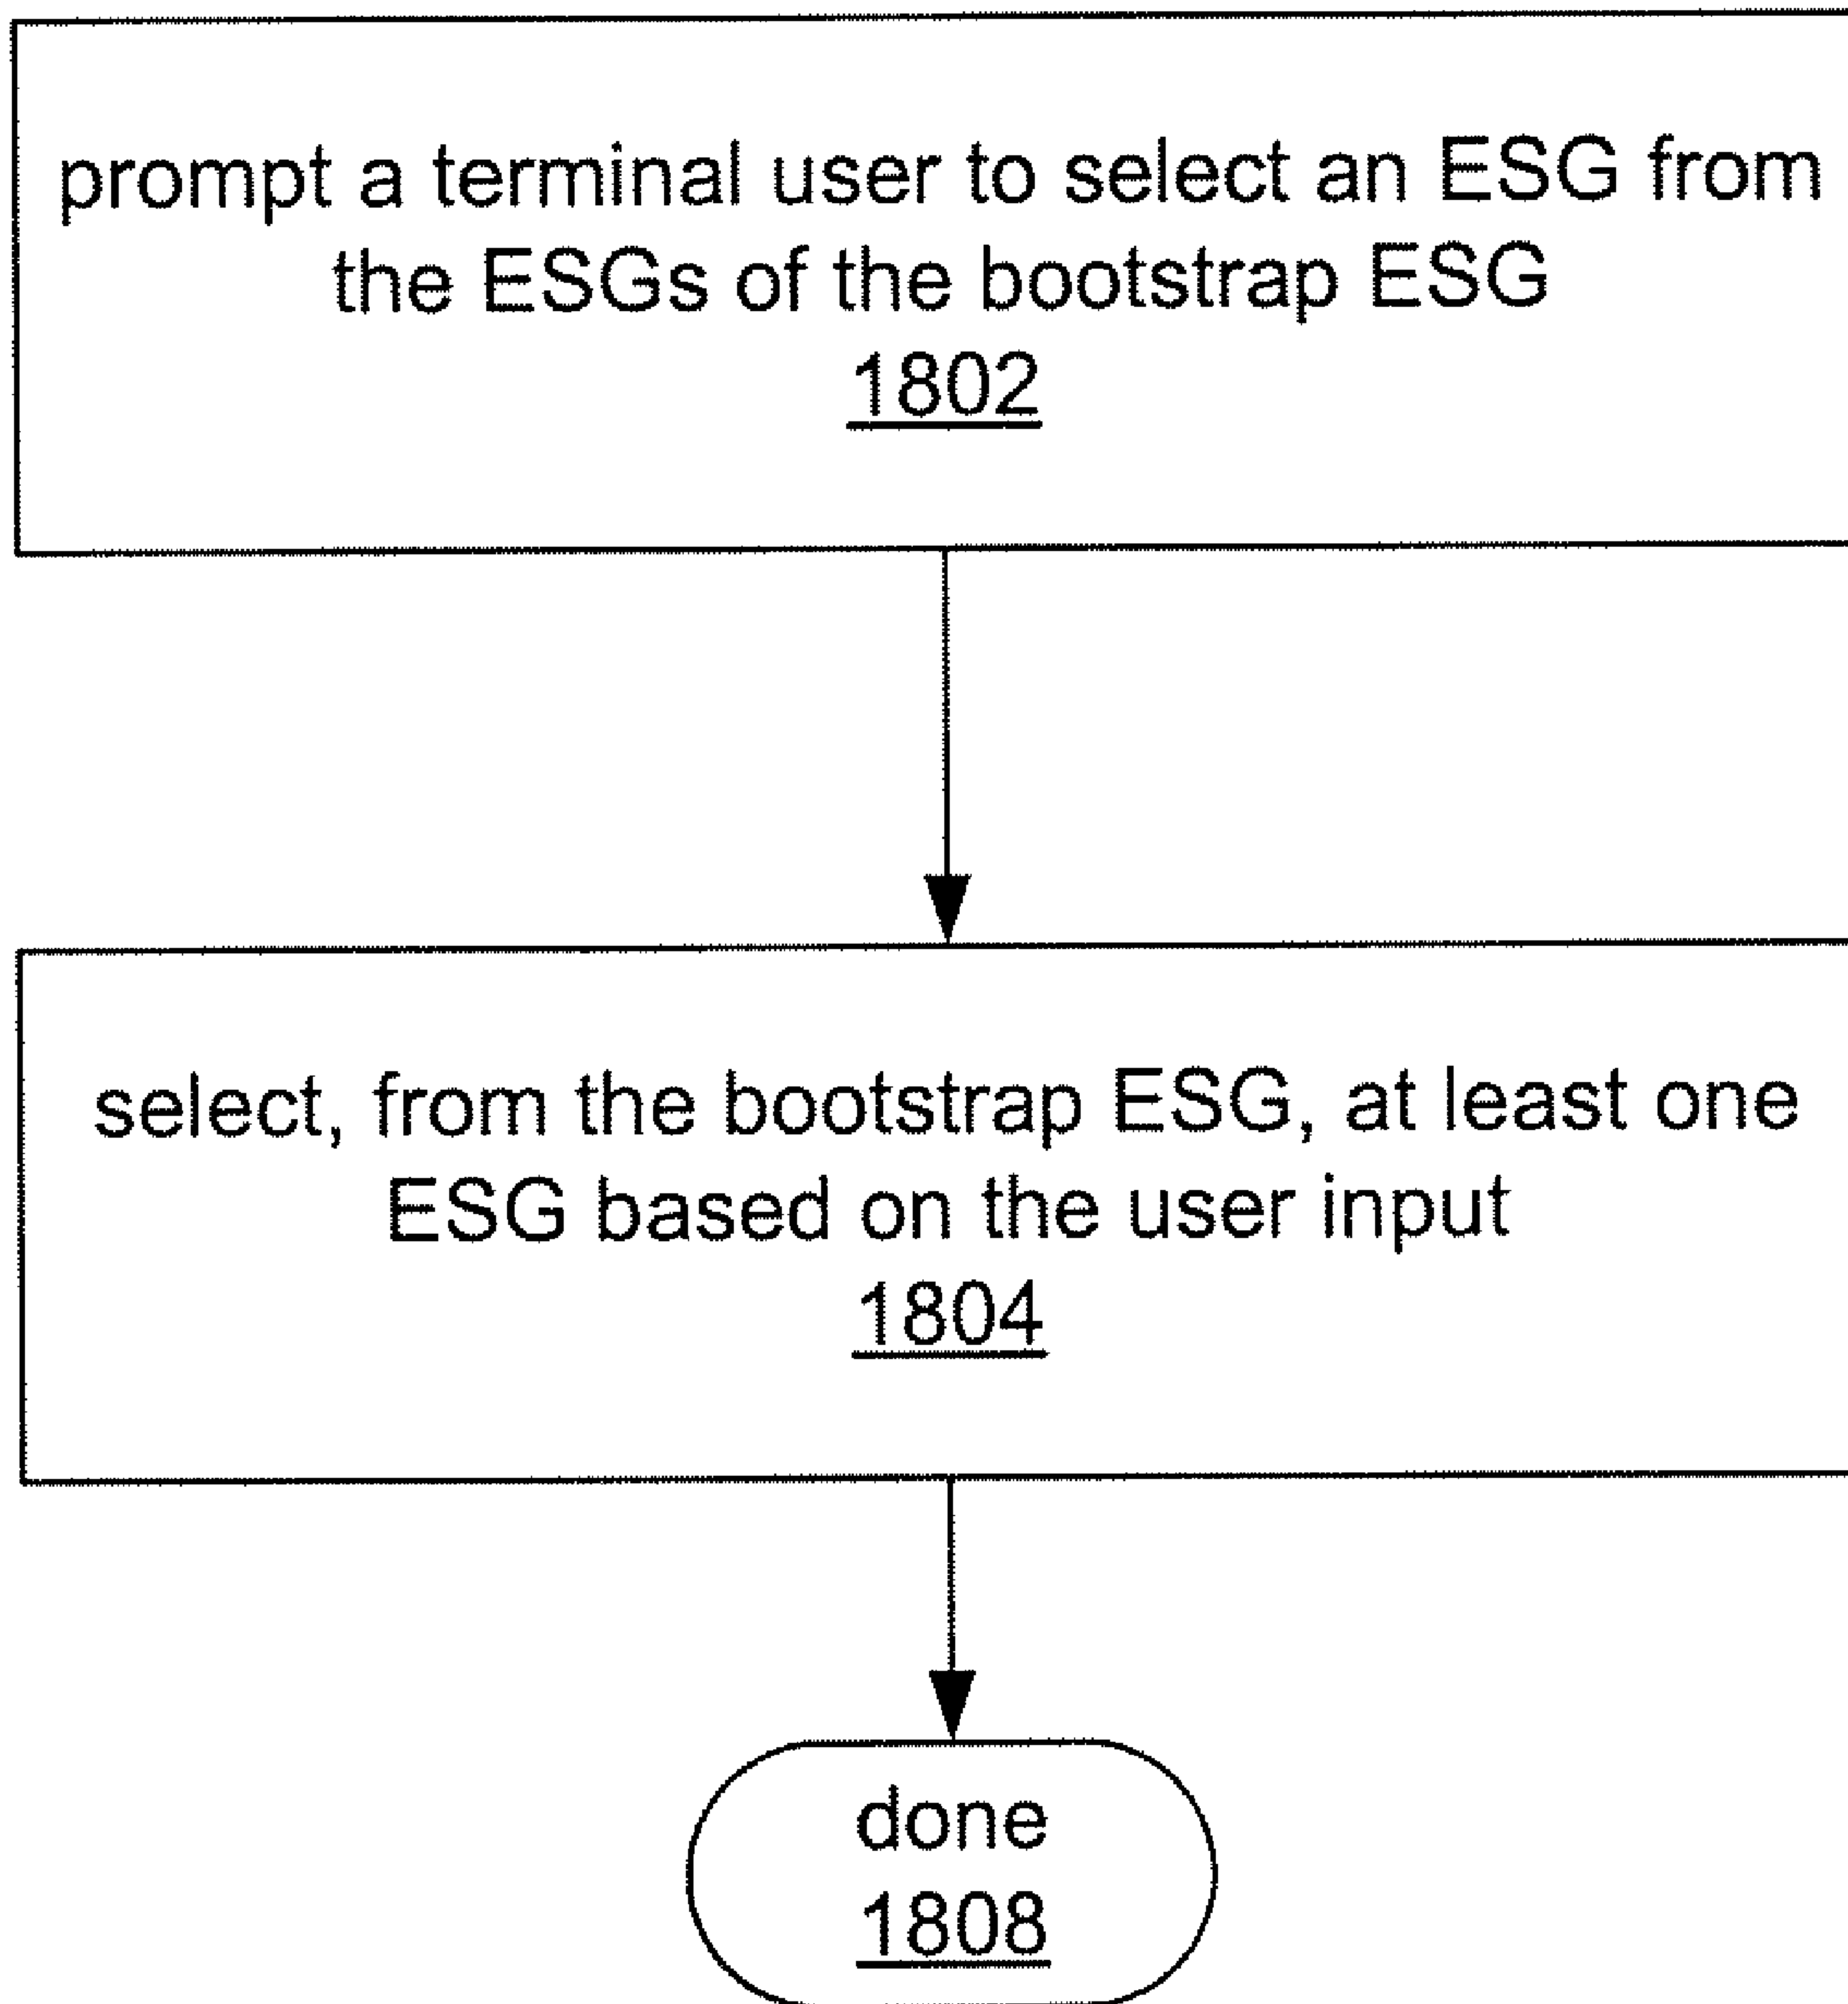 prompt a terminal user to select an ESG from
the ESGs of the bootstrap ESG
1802
select, from the bootstrap ESG, at least one
ESG based on the user input
1804
done
1808